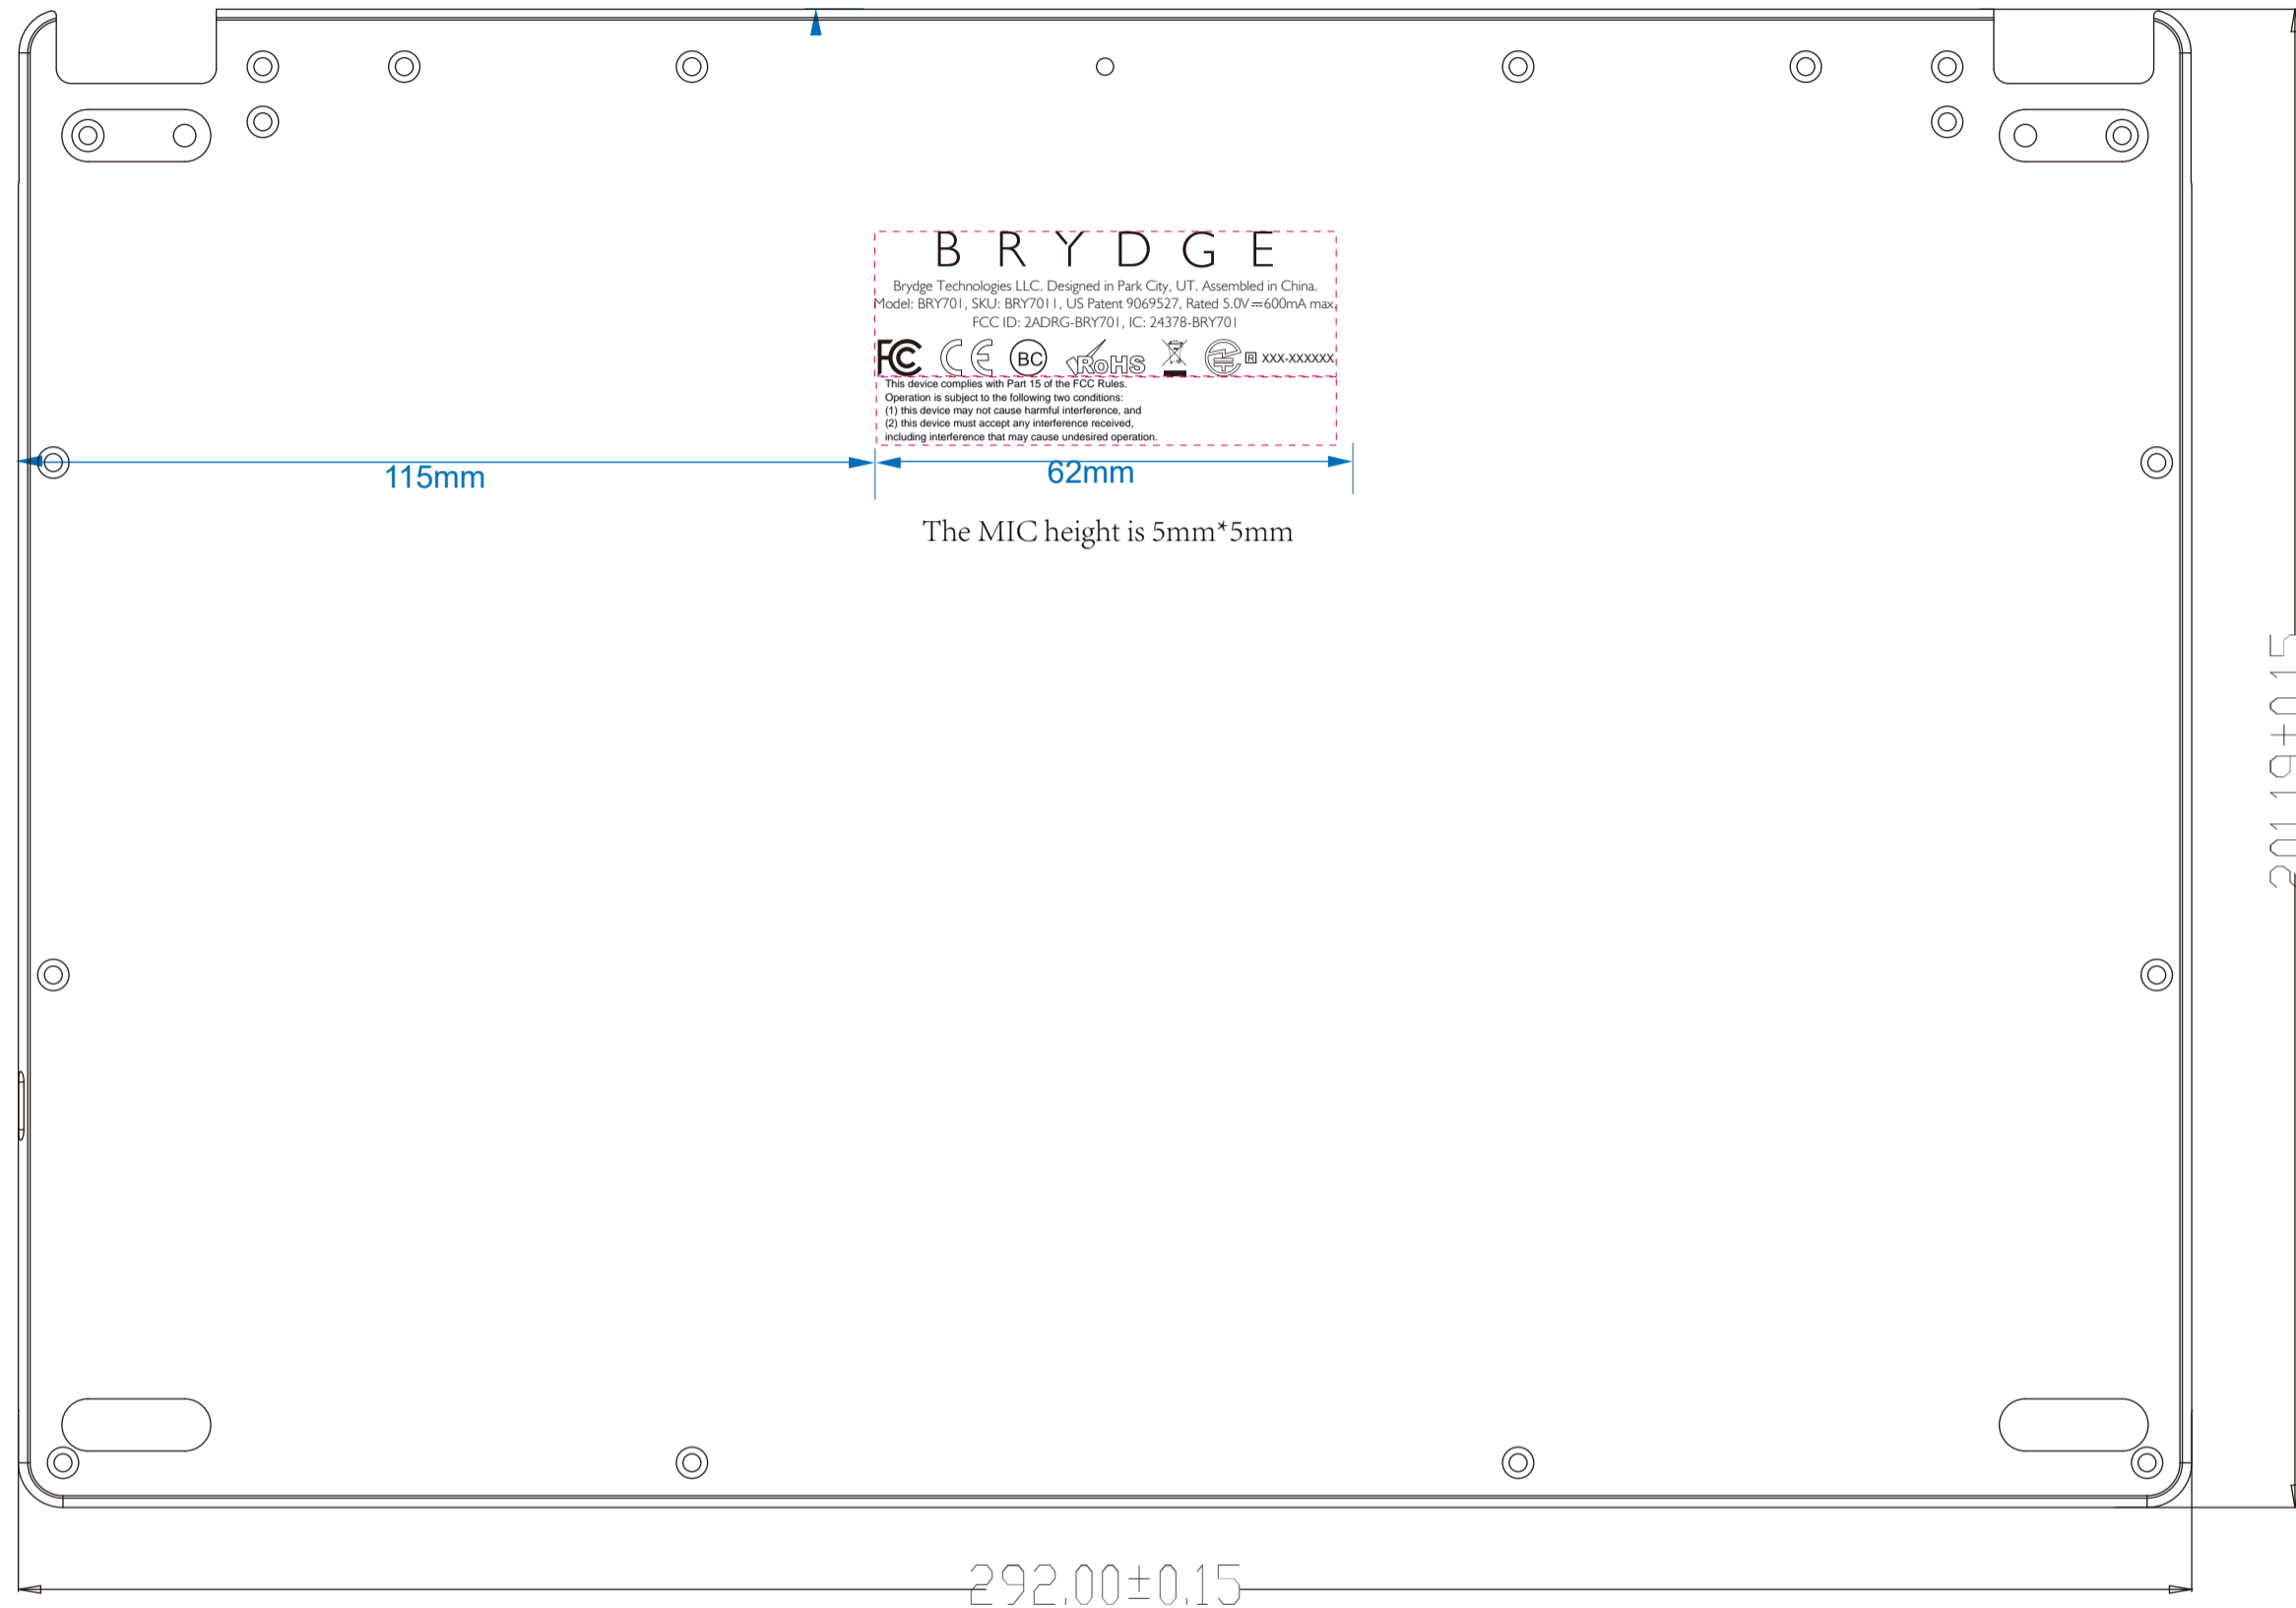 B R Y D G E
Brydge Technologies LLC. Designed in Park City, UT. Assembled in China.
Model: BRY701, SKU: BRY7011, US Patent 9069527, Rated 5.0V⎓600mA max.
FCC ID: 2ADRG-BRY701, IC: 24378-BRY701
FC CE BC RoHS R XXX-XXXXXX
This device complies with Part 15 of the FCC Rules.
Operation is subject to the following two conditions:
(1) this device may not cause harmful interference, and
(2) this device must accept any interference received,
including interference that may cause undesired operation.
115mm
62mm
The MIC height is 5mm*5mm
201.19±0.15
292.00±0.15